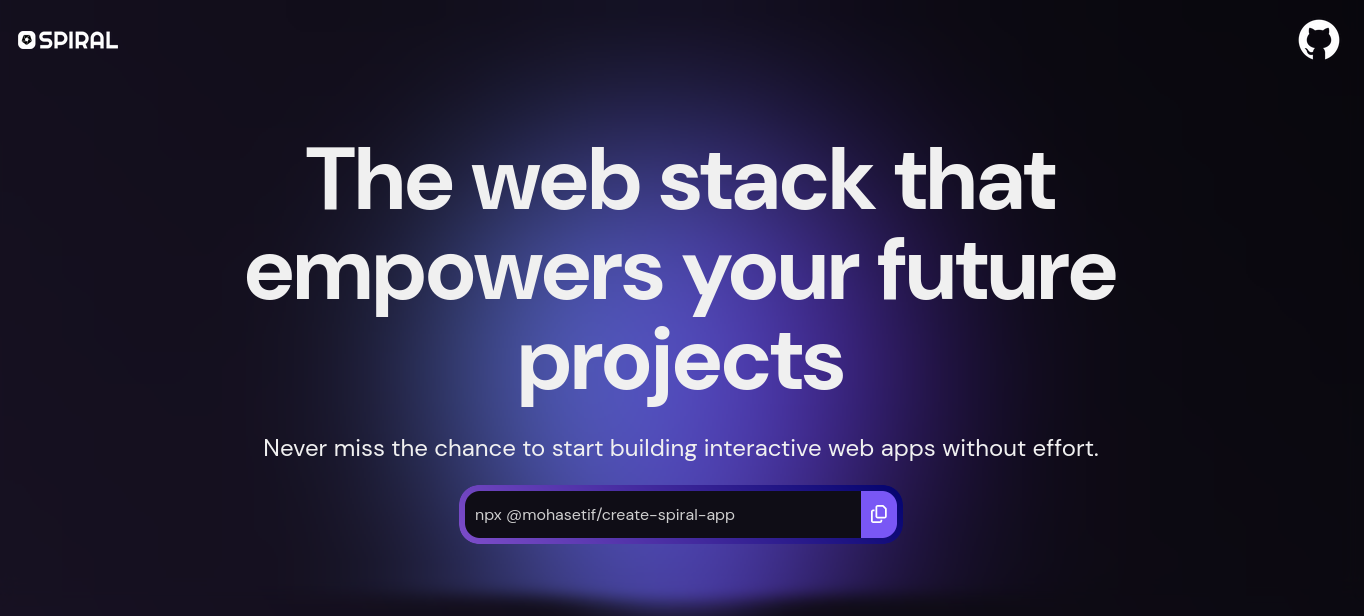 SPIRAL
The web stack that
empowers your future
projects
Never miss the chance to start building interactive web apps without effort.
npx @mohasetif/create-spiral-app